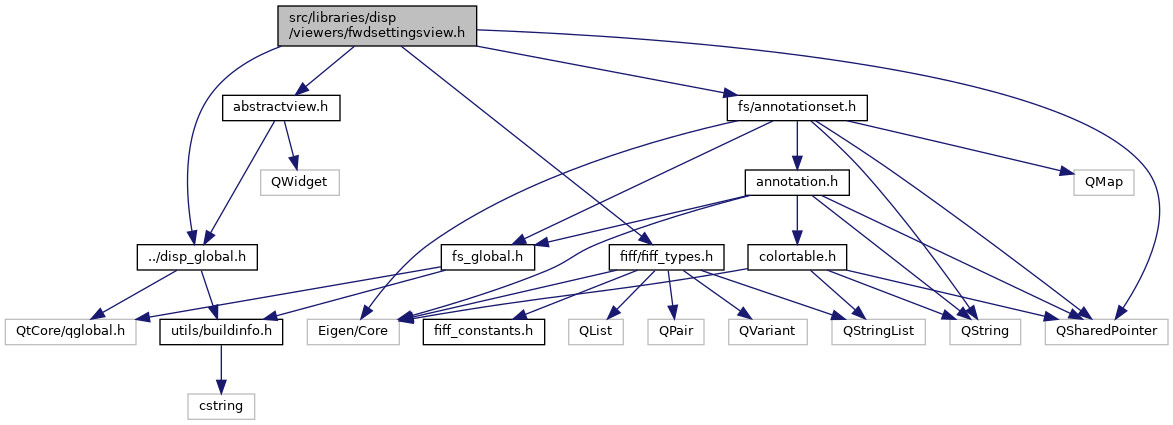 src/libraries/disp
/viewers/fwdsettingsview.h
abstractview.h
fs/annotationset.h
QWidget
annotation.h
QMap
../disp_global.h
fs_global.h
fiff/fiff_types.h
colortable.h
QtCore/qglobal.h
utils/buildinfo.h
Eigen/Core
fiff_constants.h
QList
QPair
QVariant
QStringList
QString
QSharedPointer
cstring